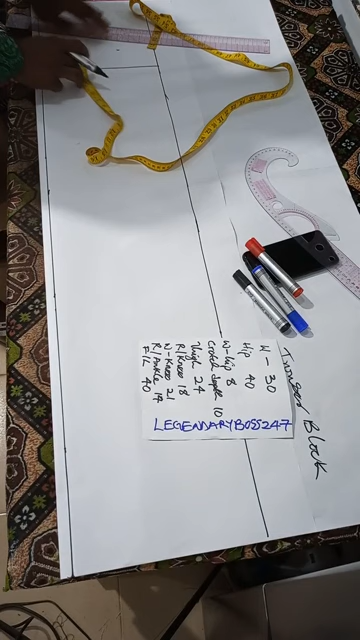 Trouser Block
W - 30
Hip 40
W-Hip 8
Crotch depth 10
Thigh 24
R/Knee 18
W-Knee 21
R/Ankle 14
F/L 40
LEGENDARYBOSS247